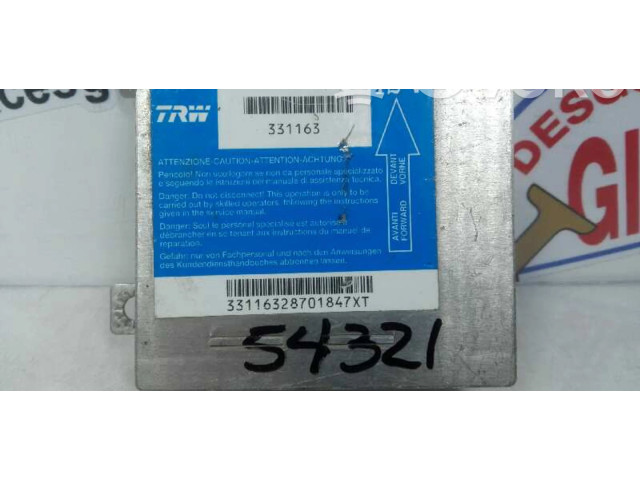 TRW
331163
ATTENZIONE-CAUTION-ATTENTION-ACHTUNG
Pericolo! Non scollegare se non da personale specializzato
e seguendo le istruzioni del manuale di assistenza tecnica.
Danger: Do not disconnect! This operation is only to be
carried out by skilled operators, following the instructions
given in the service manual.
Danger: Seul le personal specialisé est autorisé à
débrancher en se tenant aux instructions du manuel de
reparation.
Gefahr: nur von Fachpersonal und nach den Anweisungen
des Kundendiensthandbuches abtrennen lassen.
AVANTI DEVANT
FORWARD VORNE
33116328701847XT
54321